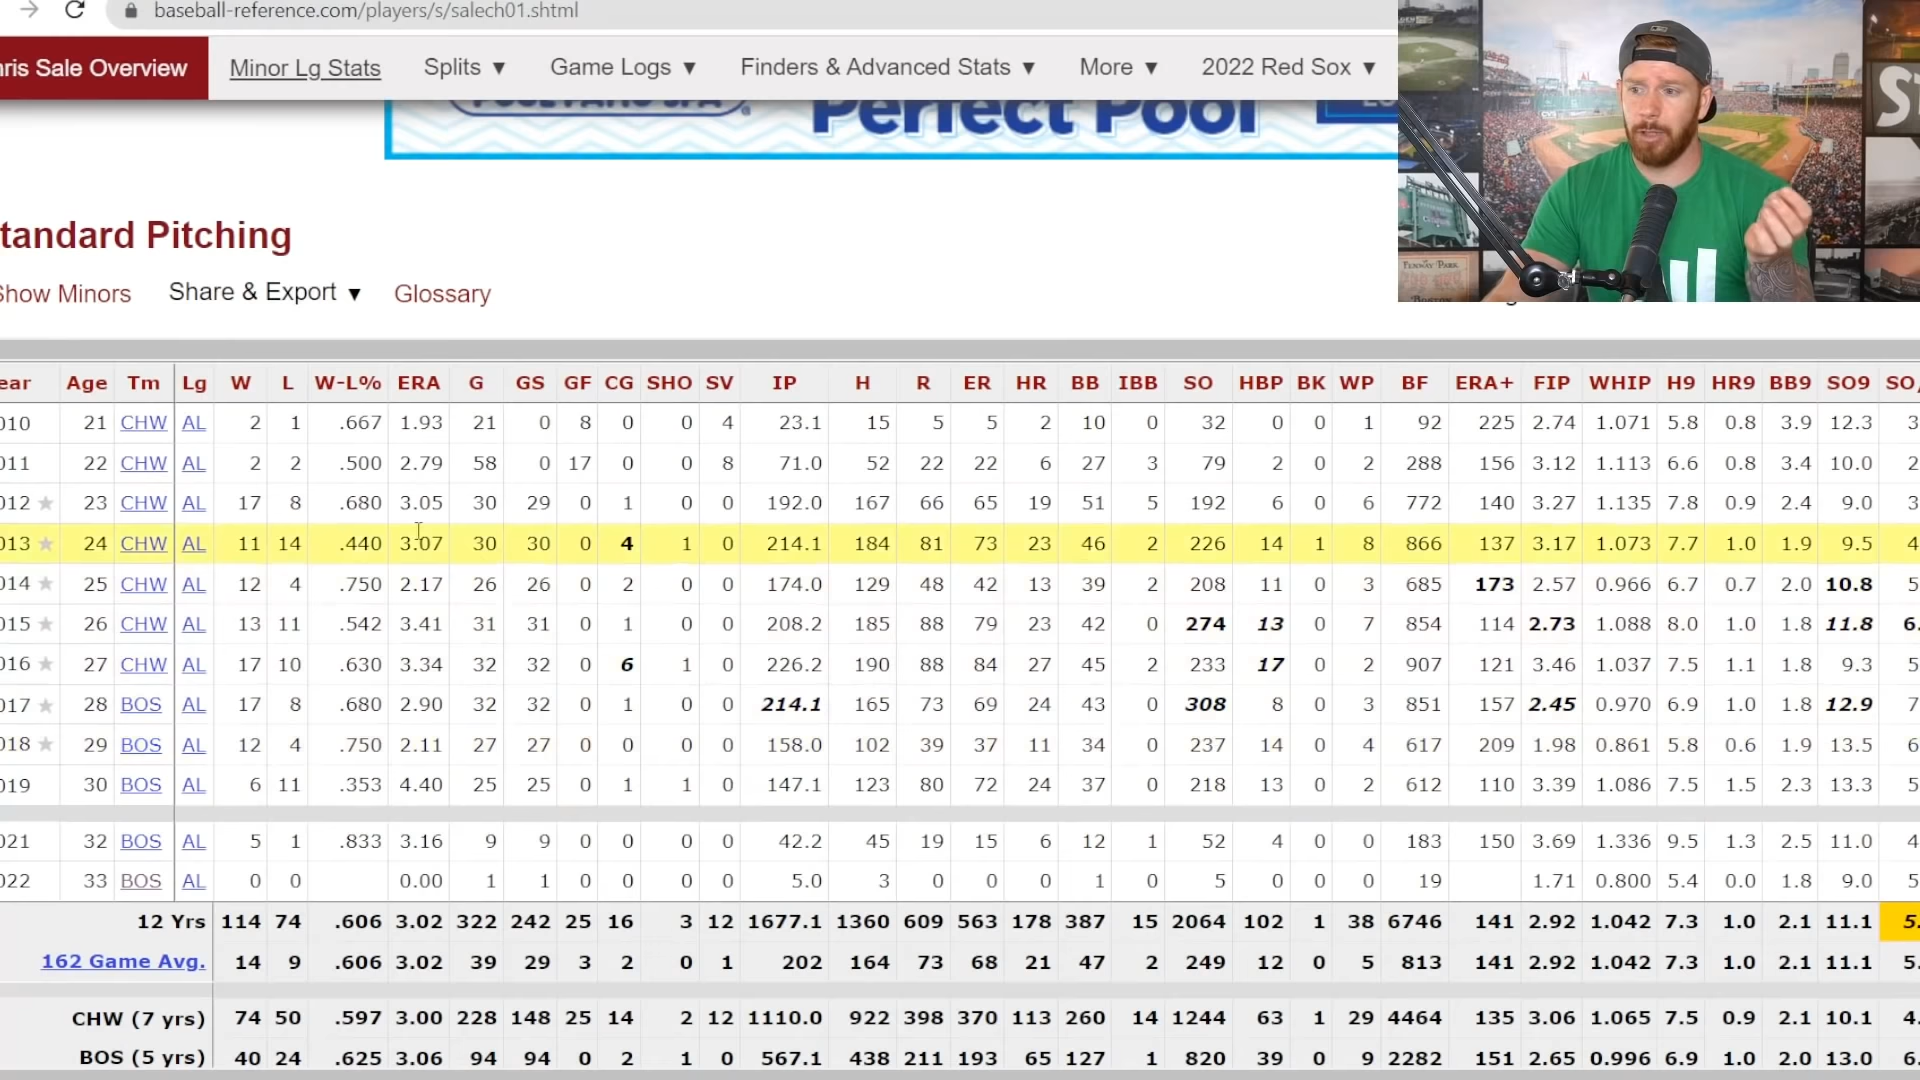 baseball-reference.com/players/s/salech01.shtml
ris Sale Overview Minor Lg Stats Splits ▼ Game Logs ▼ Finders & Advanced Stats ▼ More ▼ 2022 Red Sox ▼
Perfect Pool
tandard Pitching
Show Minors Share & Export ▼ Glossary
FENWAY PARK
BOSTON
ear Age Tm Lg W L W-L% ERA G GS GF CG SHO SV IP H R ER HR BB IBB SO HBP BK WP BF ERA+ FIP WHIP H9 HR9 BB9 SO9 SO/
010 21 CHW AL 2 1 .667 1.93 21 0 8 0 0 4 23.1 15 5 5 2 10 0 32 0 0 1 92 225 2.74 1.071 5.8 0.8 3.9 12.3 3
011 22 CHW AL 2 2 .500 2.79 58 0 17 0 0 8 71.0 52 22 22 6 27 3 79 2 0 2 288 156 3.12 1.113 6.6 0.8 3.4 10.0 2
012 ★ 23 CHW AL 17 8 .680 3.05 30 29 0 1 0 0 192.0 167 66 65 19 51 5 192 6 0 6 772 140 3.27 1.135 7.8 0.9 2.4 9.0 3
013 ★ 24 CHW AL 11 14 .440 3.07 30 30 0 4 1 0 214.1 184 81 73 23 46 2 226 14 1 8 866 137 3.17 1.073 7.7 1.0 1.9 9.5 4
014 ★ 25 CHW AL 12 4 .750 2.17 26 26 0 2 0 0 174.0 129 48 42 13 39 2 208 11 0 3 685 173 2.57 0.966 6.7 0.7 2.0 10.8 5
015 ★ 26 CHW AL 13 11 .542 3.41 31 31 0 1 0 0 208.2 185 88 79 23 42 0 274 13 0 7 854 114 2.73 1.088 8.0 1.0 1.8 11.8 6.
016 ★ 27 CHW AL 17 10 .630 3.34 32 32 0 6 1 0 226.2 190 88 84 27 45 2 233 17 0 2 907 121 3.46 1.037 7.5 1.1 1.8 9.3 5
017 ★ 28 BOS AL 17 8 .680 2.90 32 32 0 1 0 0 214.1 165 73 69 24 43 0 308 8 0 3 851 157 2.45 0.970 6.9 1.0 1.8 12.9 7
018 ★ 29 BOS AL 12 4 .750 2.11 27 27 0 0 0 0 158.0 102 39 37 11 34 0 237 14 0 4 617 209 1.98 0.861 5.8 0.6 1.9 13.5 6
019 30 BOS AL 6 11 .353 4.40 25 25 0 1 1 0 147.1 123 80 72 24 37 0 218 13 0 2 612 110 3.39 1.086 7.5 1.5 2.3 13.3 5
021 32 BOS AL 5 1 .833 3.16 9 9 0 0 0 0 42.2 45 19 15 6 12 1 52 4 0 0 183 150 3.69 1.336 9.5 1.3 2.5 11.0 4
022 33 BOS AL 0 0 0.00 1 1 0 0 0 0 5.0 3 0 0 0 1 0 5 0 0 0 19 1.71 0.800 5.4 0.0 1.8 9.0 5
12 Yrs 114 74 .606 3.02 322 242 25 16 3 12 1677.1 1360 609 563 178 387 15 2064 102 1 38 6746 141 2.92 1.042 7.3 1.0 2.1 11.1 5.
162 Game Avg. 14 9 .606 3.02 39 29 3 2 0 1 202 164 73 68 21 47 2 249 12 0 5 813 141 2.92 1.042 7.3 1.0 2.1 11.1 5.
CHW (7 yrs) 74 50 .597 3.00 228 148 25 14 2 12 1110.0 922 398 370 113 260 14 1244 63 1 29 4464 135 3.06 1.065 7.5 0.9 2.1 10.1 4.
BOS (5 yrs) 40 24 .625 3.06 94 94 0 2 1 0 567.1 438 211 193 65 127 1 820 39 0 9 2282 151 2.65 0.996 6.9 1.0 2.0 13.0 6.